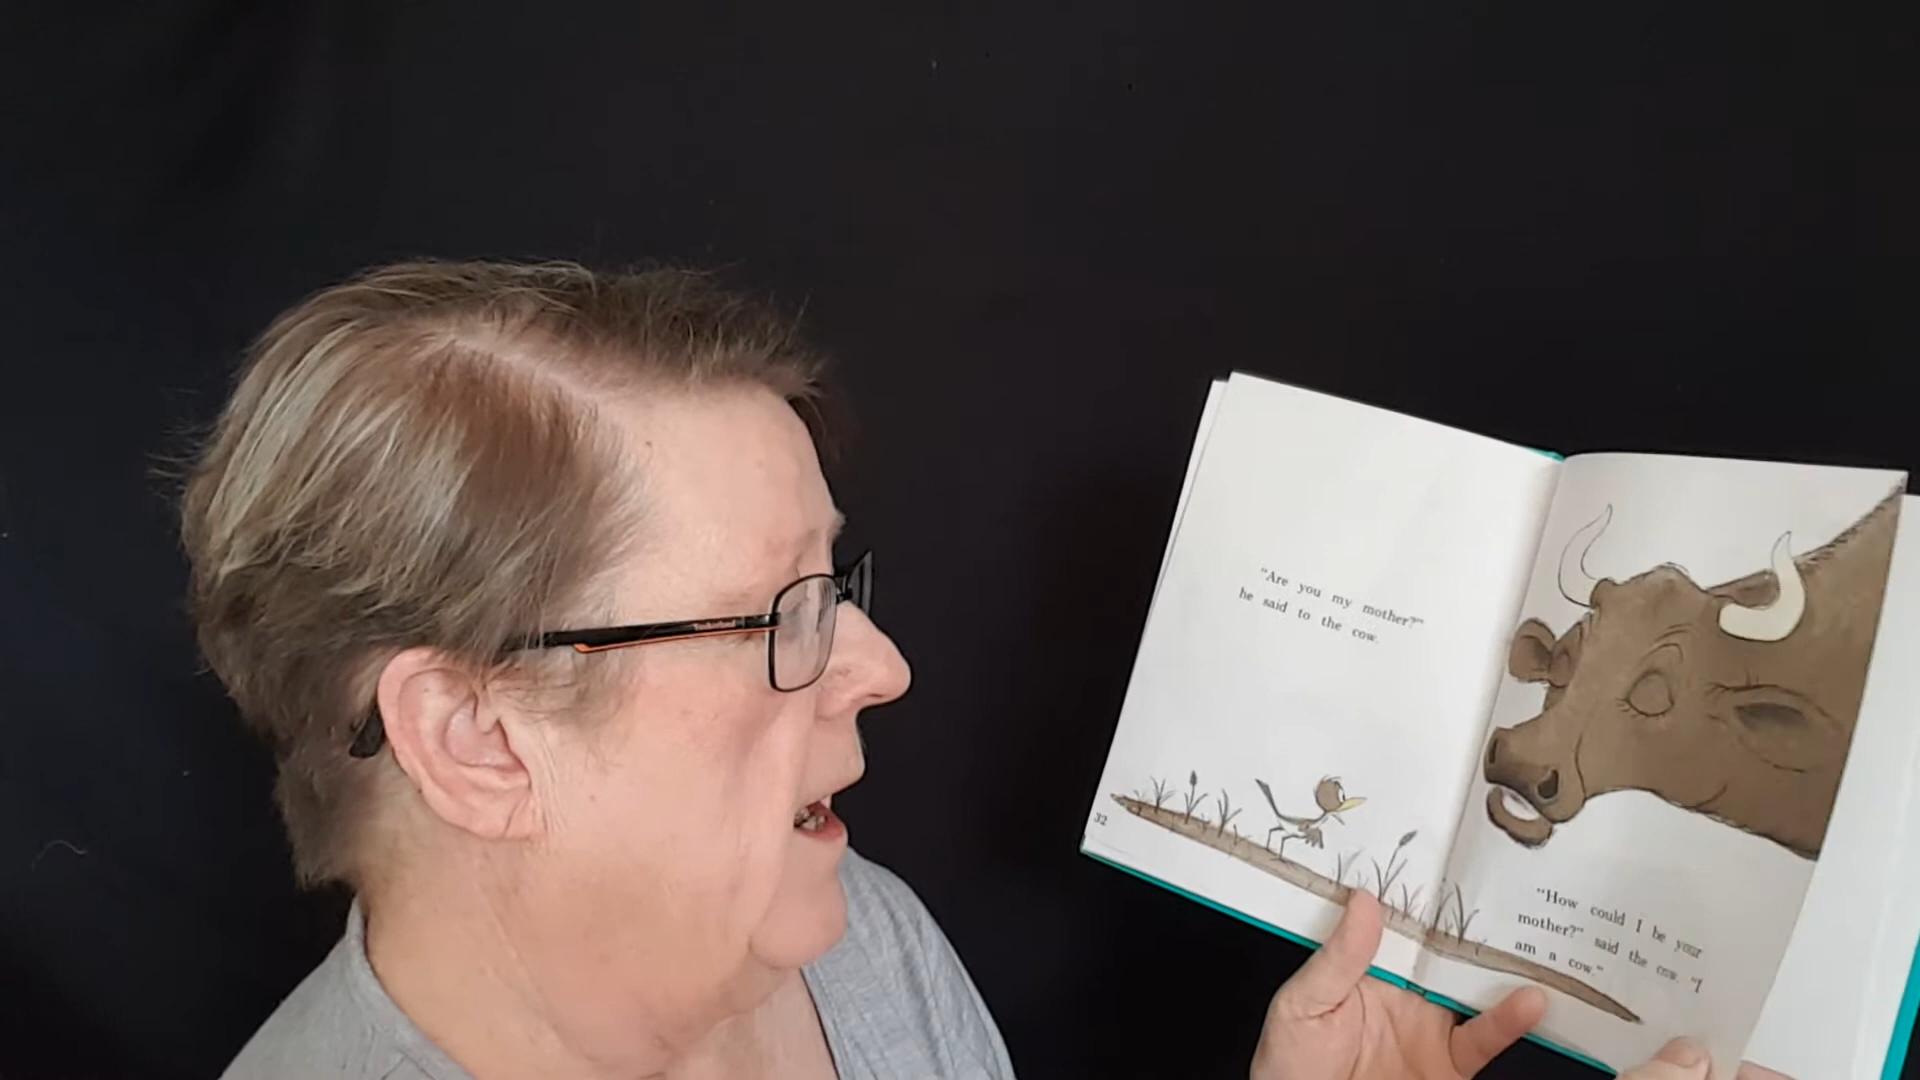 "Are you my mother?"
he said to the cow.
32
"How could I be your
mother?" said the cow. "I
am a cow."
Timberland